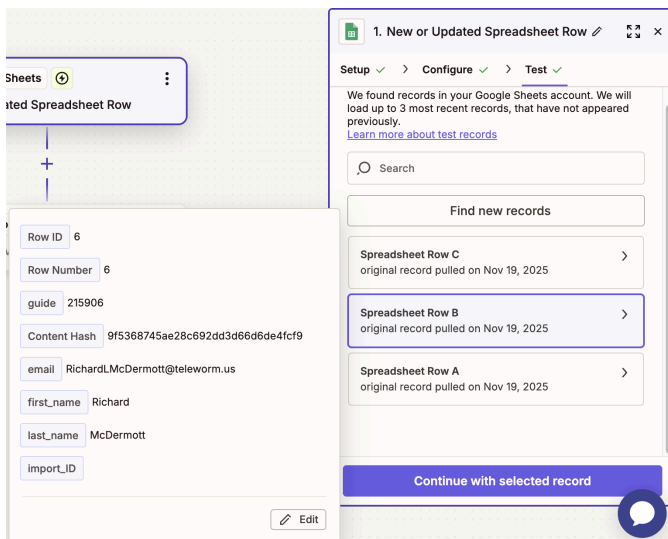 1. New or Updated Spreadsheet Row
Setup
Configure
Test
We found records in your Google Sheets account. We will
load up to 3 most recent records, that have not appeared
previously.
Learn more about test records
Search
Find new records
Spreadsheet Row C
original record pulled on Nov 19, 2025
Spreadsheet Row B
original record pulled on Nov 19, 2025
Spreadsheet Row A
original record pulled on Nov 19, 2025
Continue with selected record
Sheets
ated Spreadsheet Row
Row ID 6
Row Number 6
guide 215906
Content Hash 9f5368745ae28c692dd3d66d6de4fcf9
email RichardLMcDermott@teleworm.us
first_name Richard
last_name McDermott
import_ID
Edit